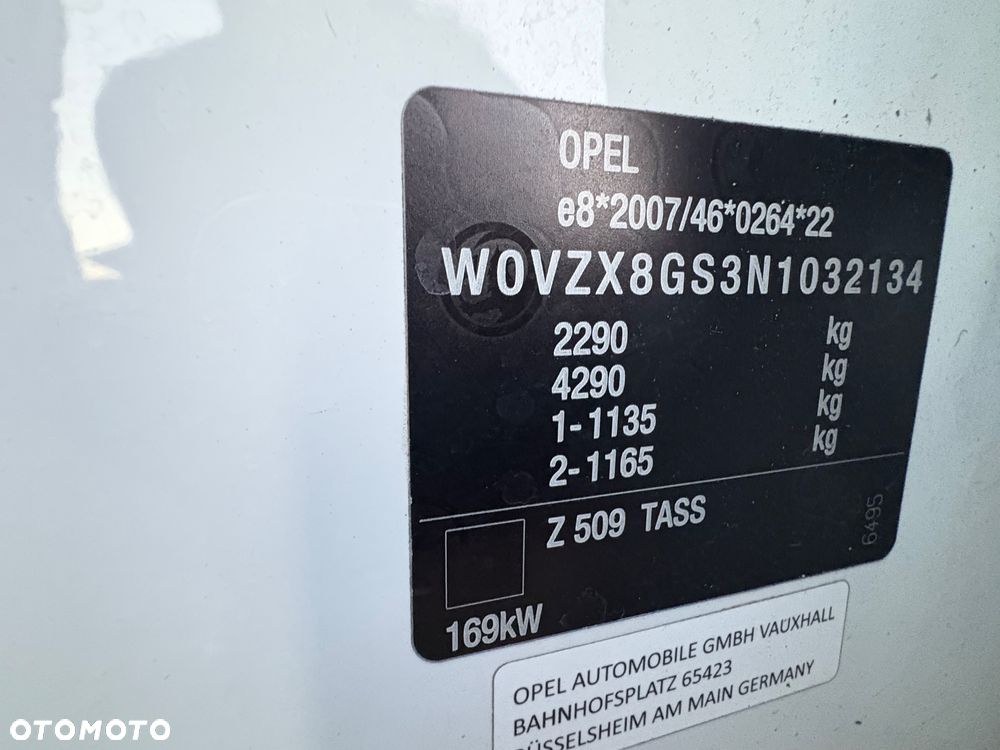 OPEL
e8*2007/46*0264*22
W0VZX8GS3N1032134
2290 kg
4290 kg
1-1135 kg
2-1165 kg
Z 509 TASS
6495
169kW
OPEL AUTOMOBILE GMBH VAUXHALL
BAHNHOFSPLATZ 65423
RÜSSELSHEIM AM MAIN GERMANY
OTOMOTO